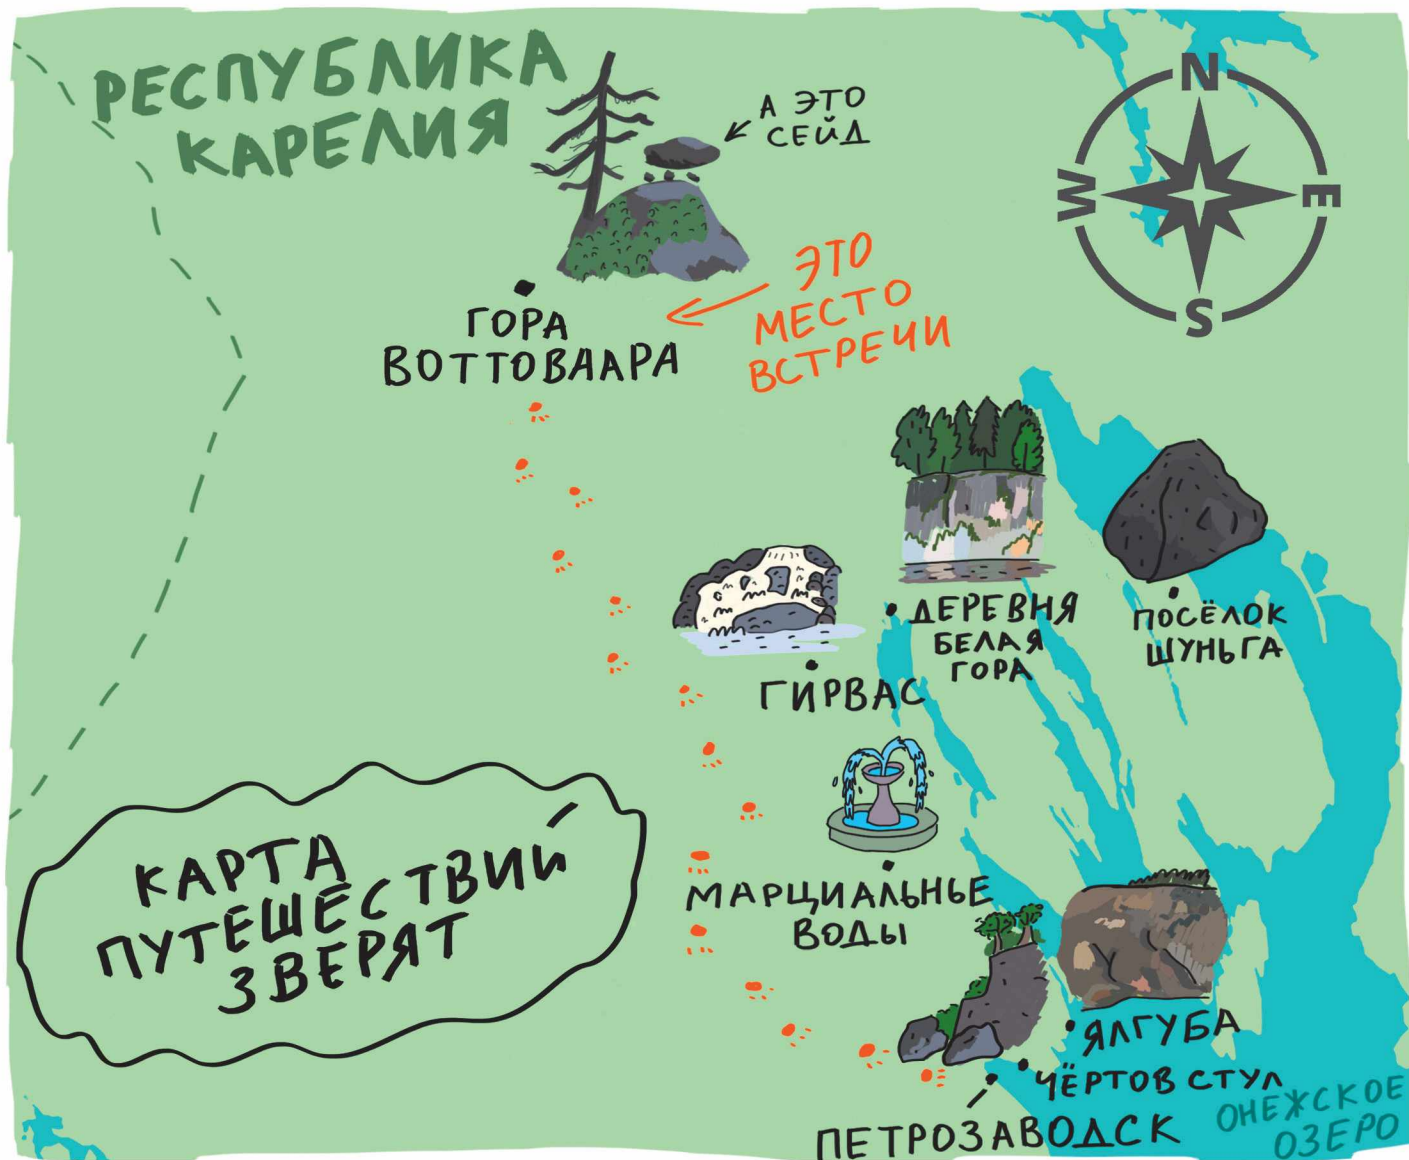 РЕСПУБЛИКА
КАРЕЛИЯ
А ЭТО
СЕЙД
N
W
E
S
ЭТО
МЕСТО
ВСТРЕЧИ
ГОРА
ВОТТОВААРА
ДЕРЕВНЯ
БЕЛАЯ
ГОРА
ПОСЁЛОК
ШУНЬГА
ГИРВАС
КАРТА
ПУТЕШЕСТВИЙ
ЗВЕРЯТ
МАРЦИАЛЬНЫЕ
ВОДЫ
ЯЛГУБА
ЧЁРТОВ СТУЛ
ПЕТРОЗАВОДСК
ОНЕЖСКОЕ
ОЗЕРО